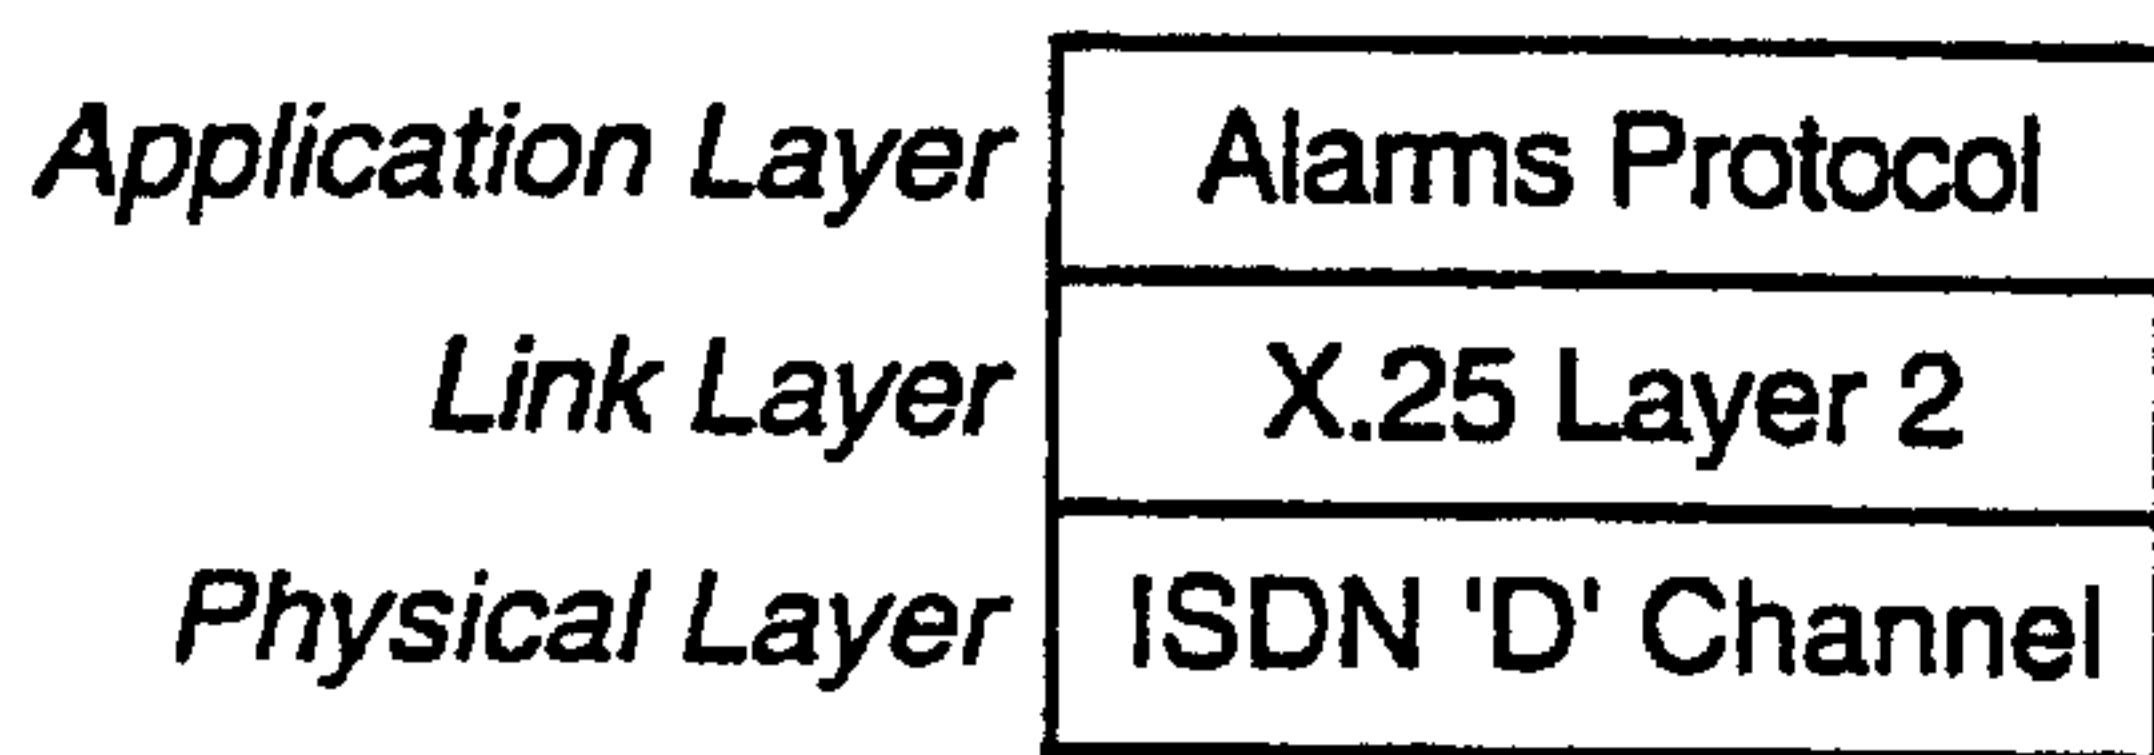 Application Layer Alarms Protocol
Link Layer X.25 Layer 2
Physical Layer ISDN 'D' Channel